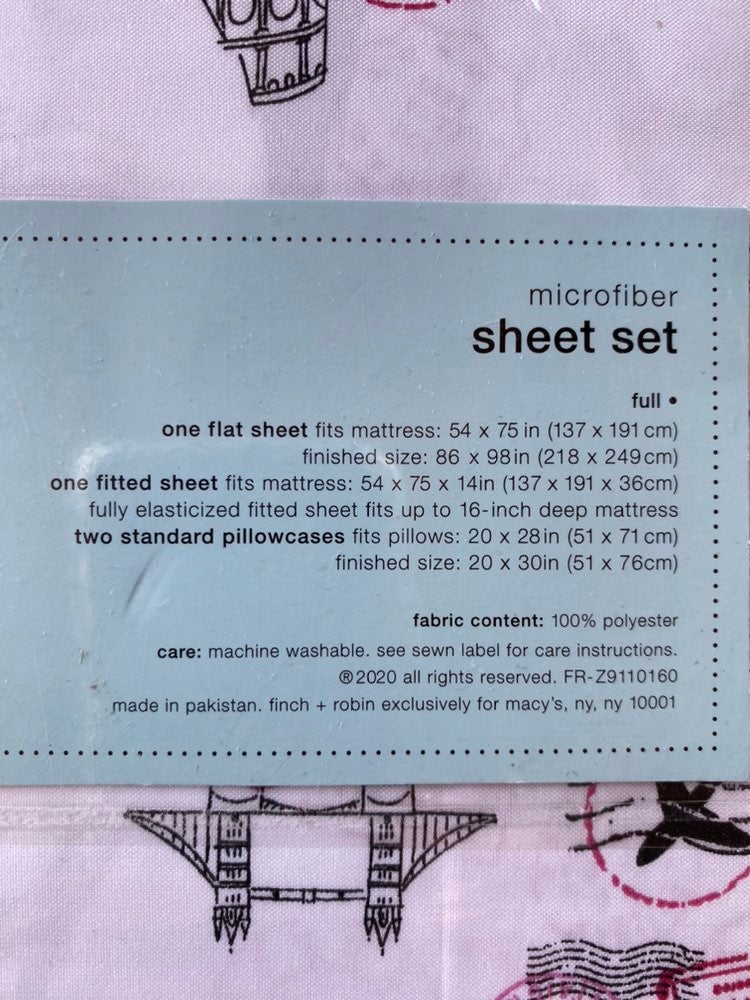 microfiber
sheet set
full •
one flat sheet fits mattress: 54 x 75 in (137 x 191 cm)
finished size: 86 x 98in (218 x 249cm)
one fitted sheet fits mattress: 54 x 75 x 14in (137 x 191 x 36cm)
fully elasticized fitted sheet fits up to 16-inch deep mattress
two standard pillowcases fits pillows: 20 x 28in (51 x 71cm)
finished size: 20 x 30in (51 x 76cm)
fabric content: 100% polyester
care: machine washable. see sewn label for care instructions.
®2020 all rights reserved. FR-Z9110160
made in pakistan. finch + robin exclusively for macy's, ny, ny 10001